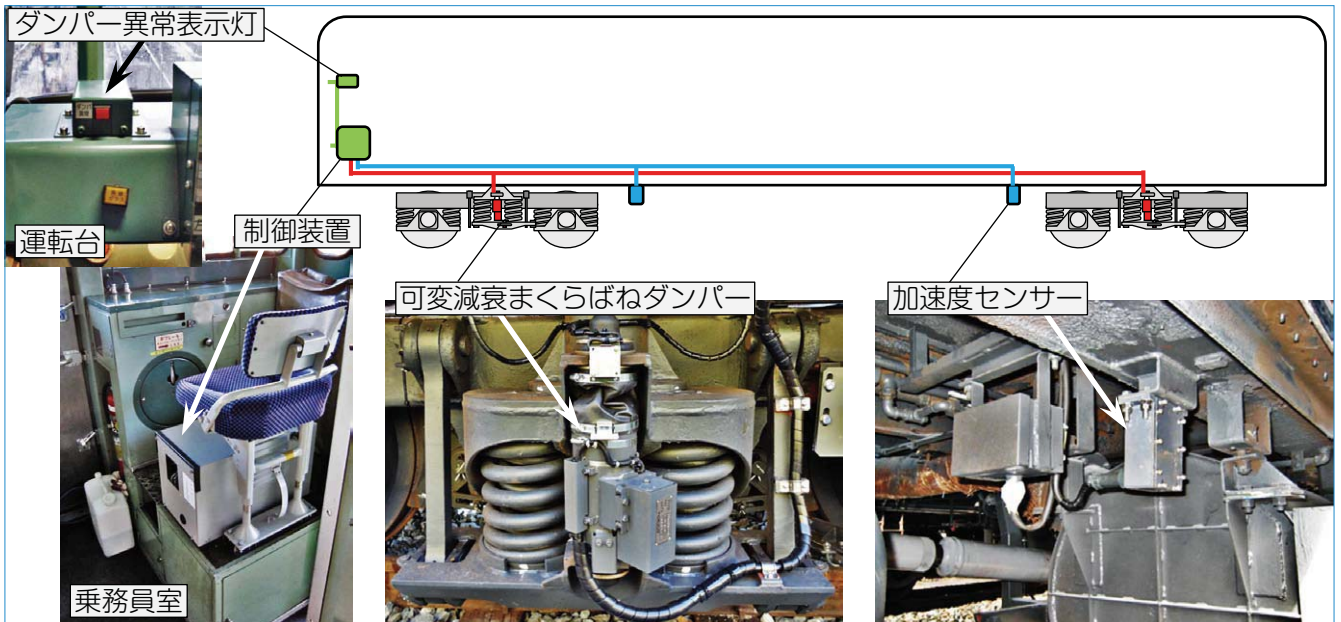 ダンパー異常表示灯
運転台
制御装置
乗務員室
可変減衰まくらばねダンパー
加速度センサー